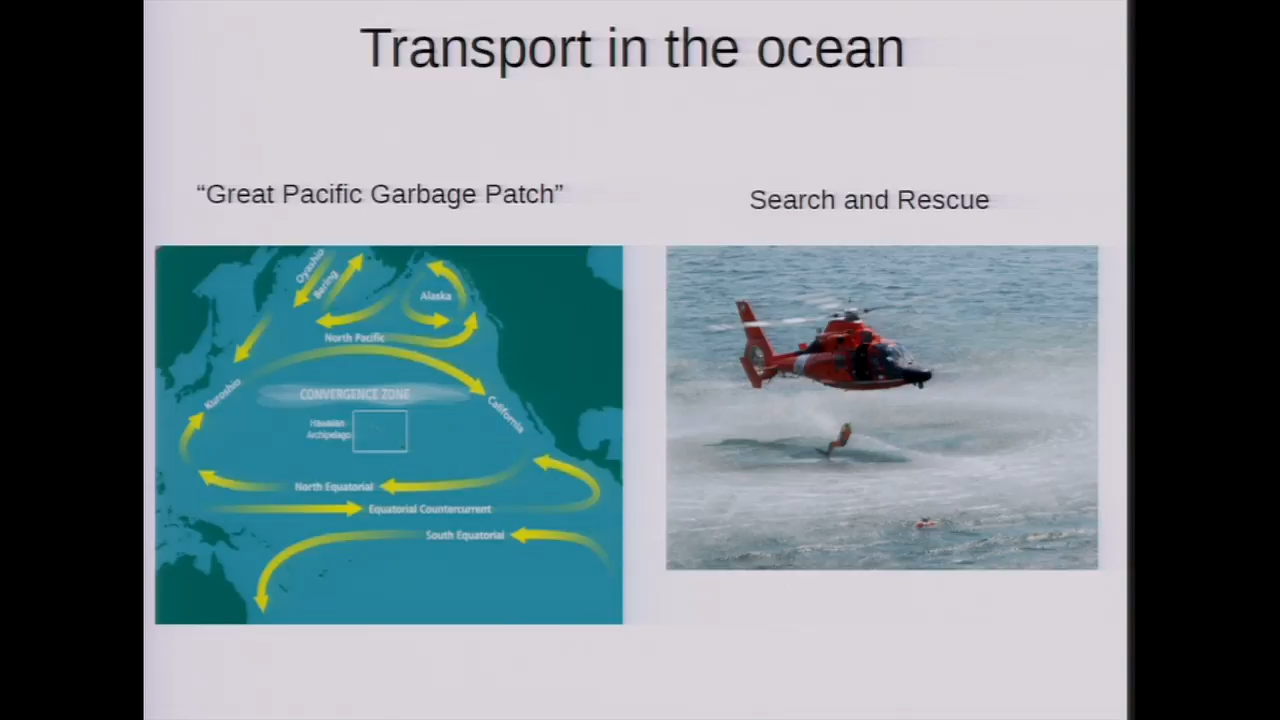 Transport in the ocean
“Great Pacific Garbage Patch”
Search and Rescue
Oyashio
Bering
Alaska
North Pacific
Kuroshio
CONVERGENCE ZONE
California
Hawaiian
Archipelago
North Equatorial
Equatorial Countercurrent
South Equatorial